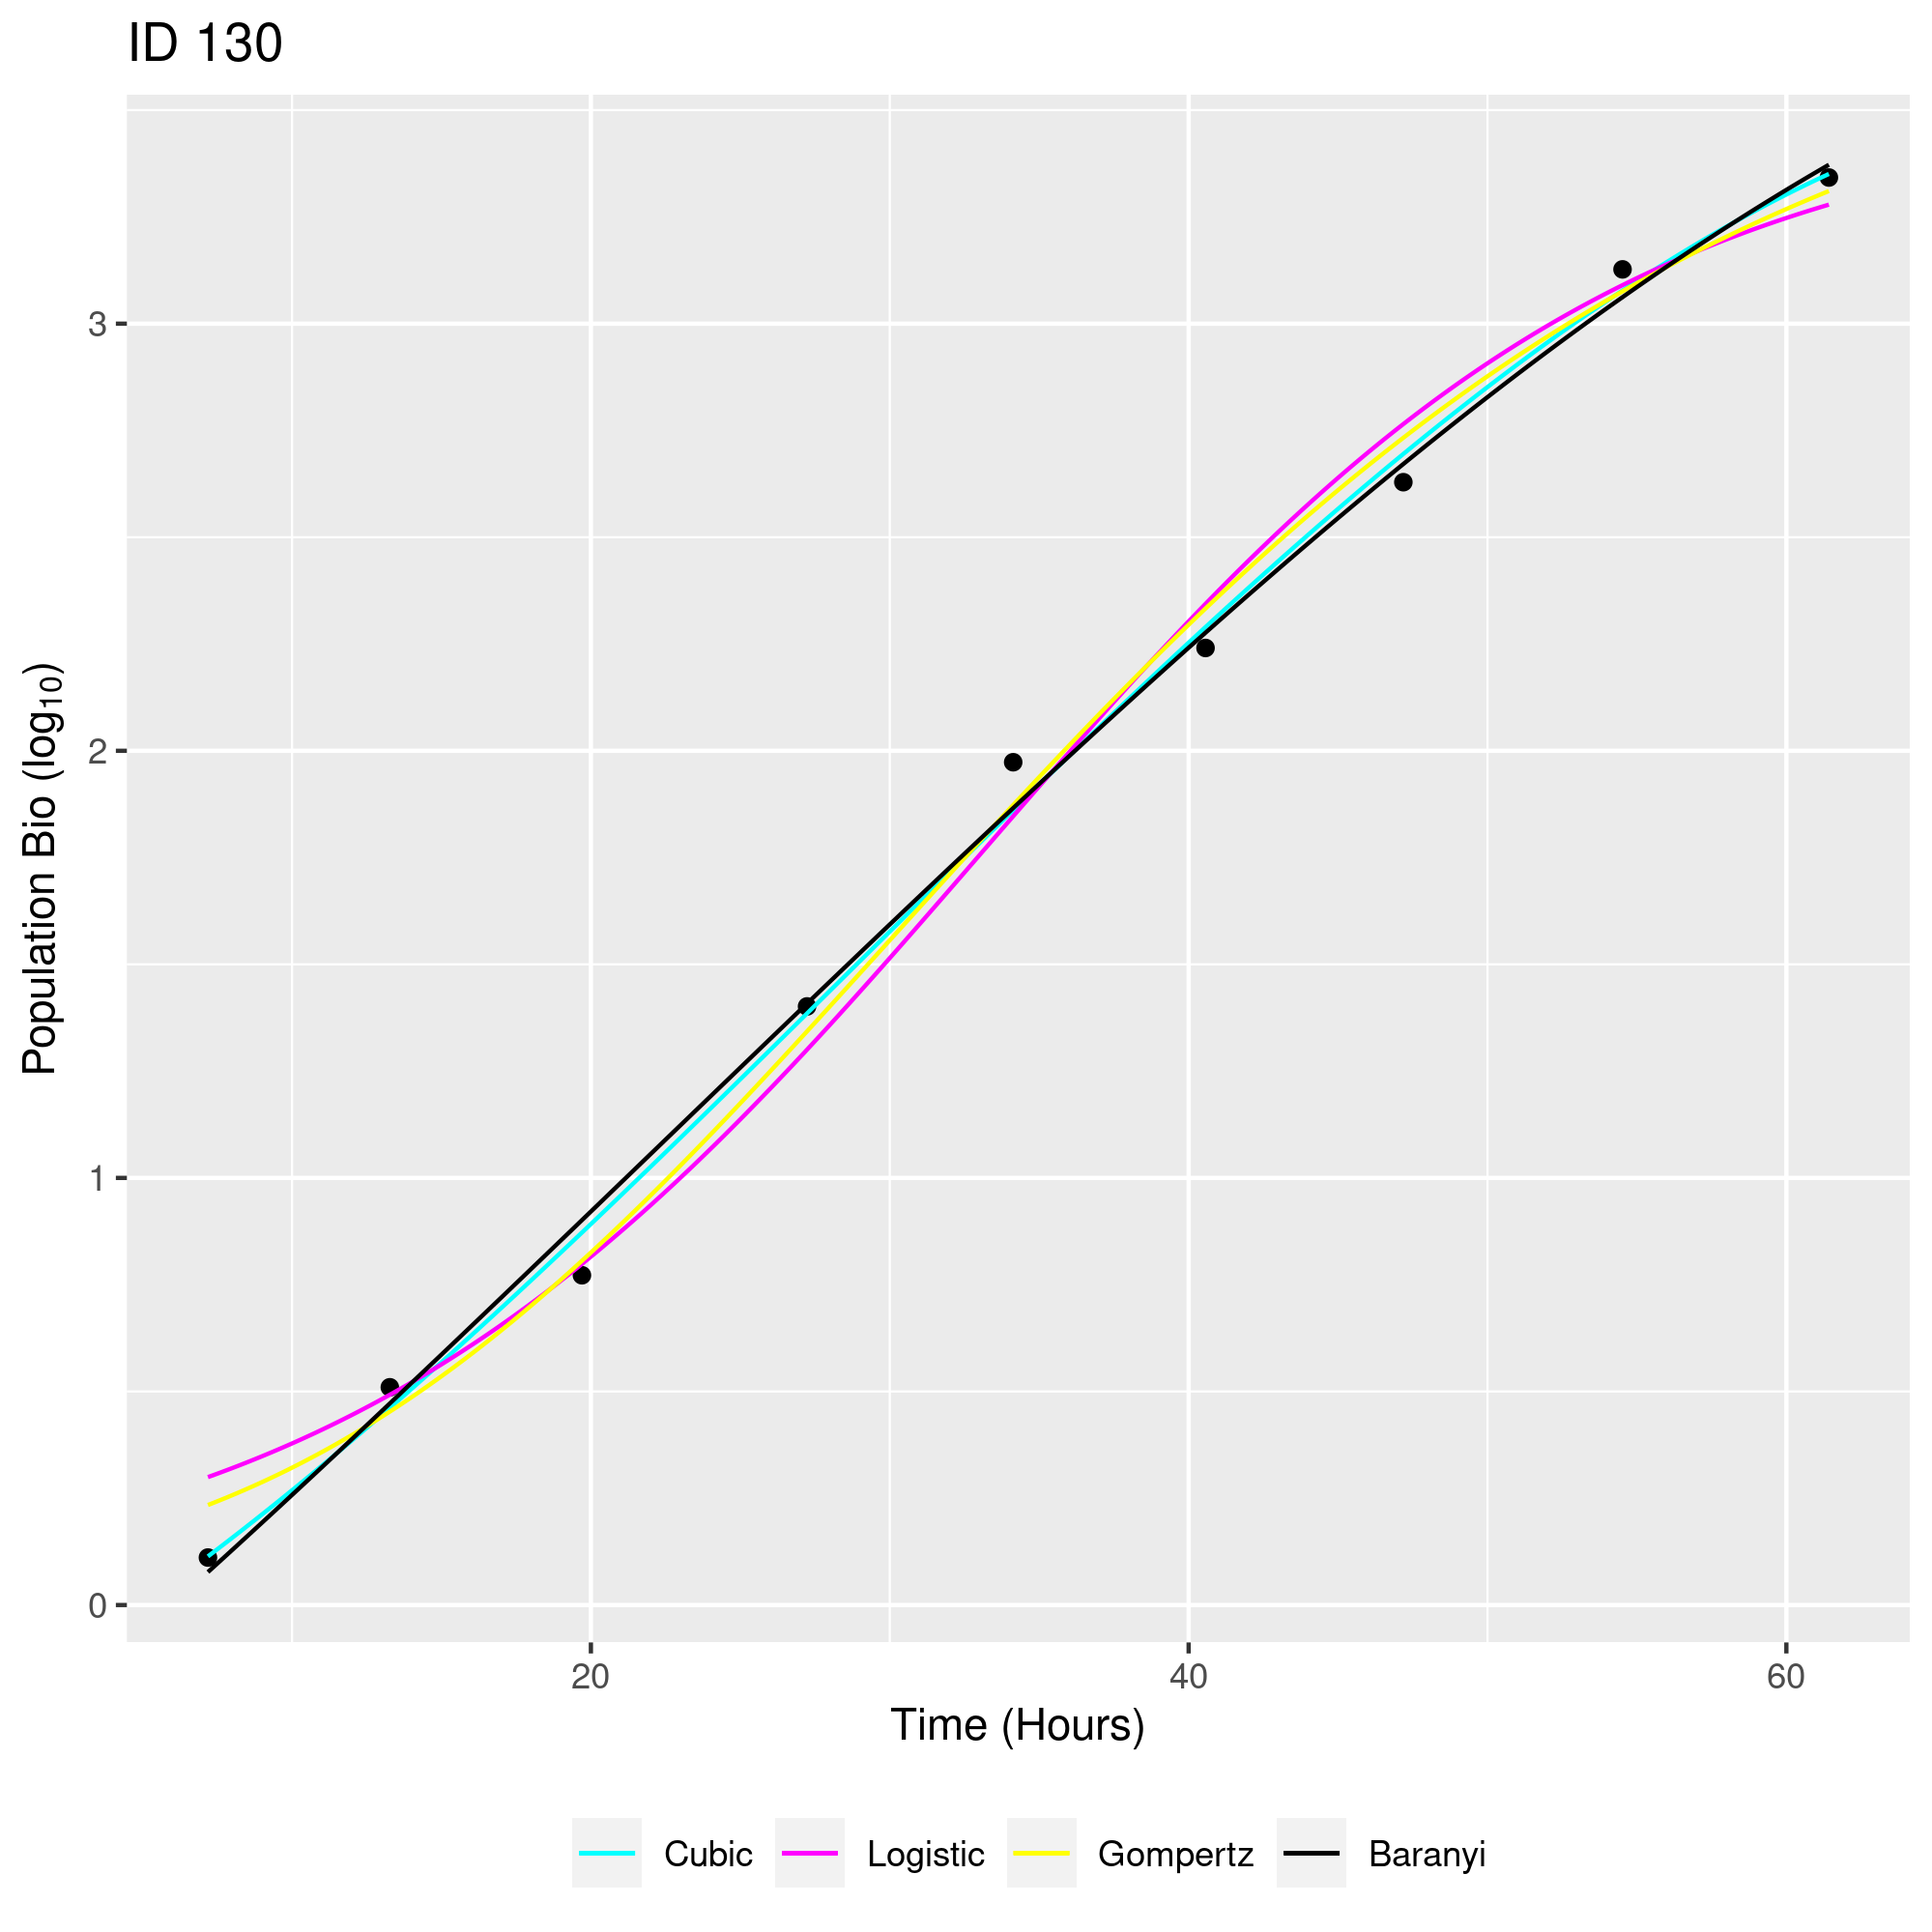 ID 130
3
2
1
0
Population Bio (log₁₀)
20 40 60
Time (Hours)
Cubic Logistic Gompertz Baranyi